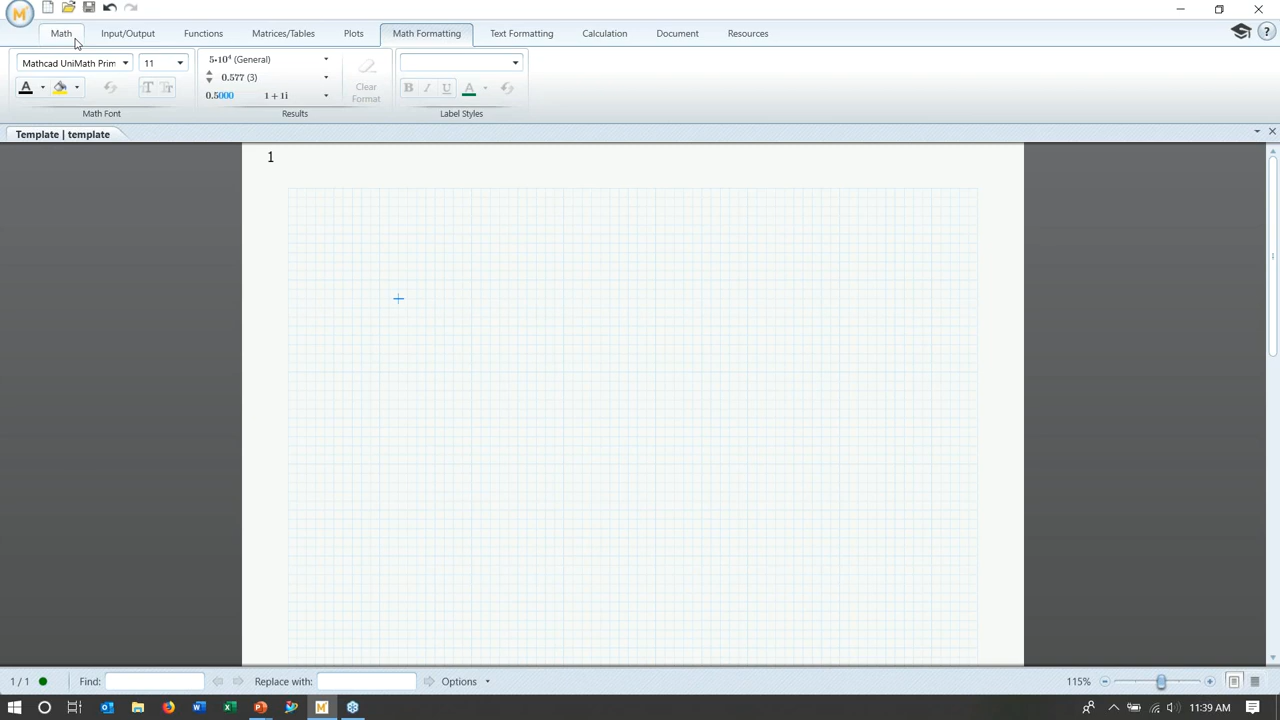 Math Input/Output Functions Matrices/Tables Plots Math Formatting Text Formatting Calculation Document Resources
Mathcad UniMath Prim 11 5∙10⁴ (General)
0.577 (3)
0.5000 1 + 1i
Clear
Format
B I U A
Math Font Results Label Styles
Template | template
1
1 / 1 Find: Replace with: Options 115%
11:39 AM